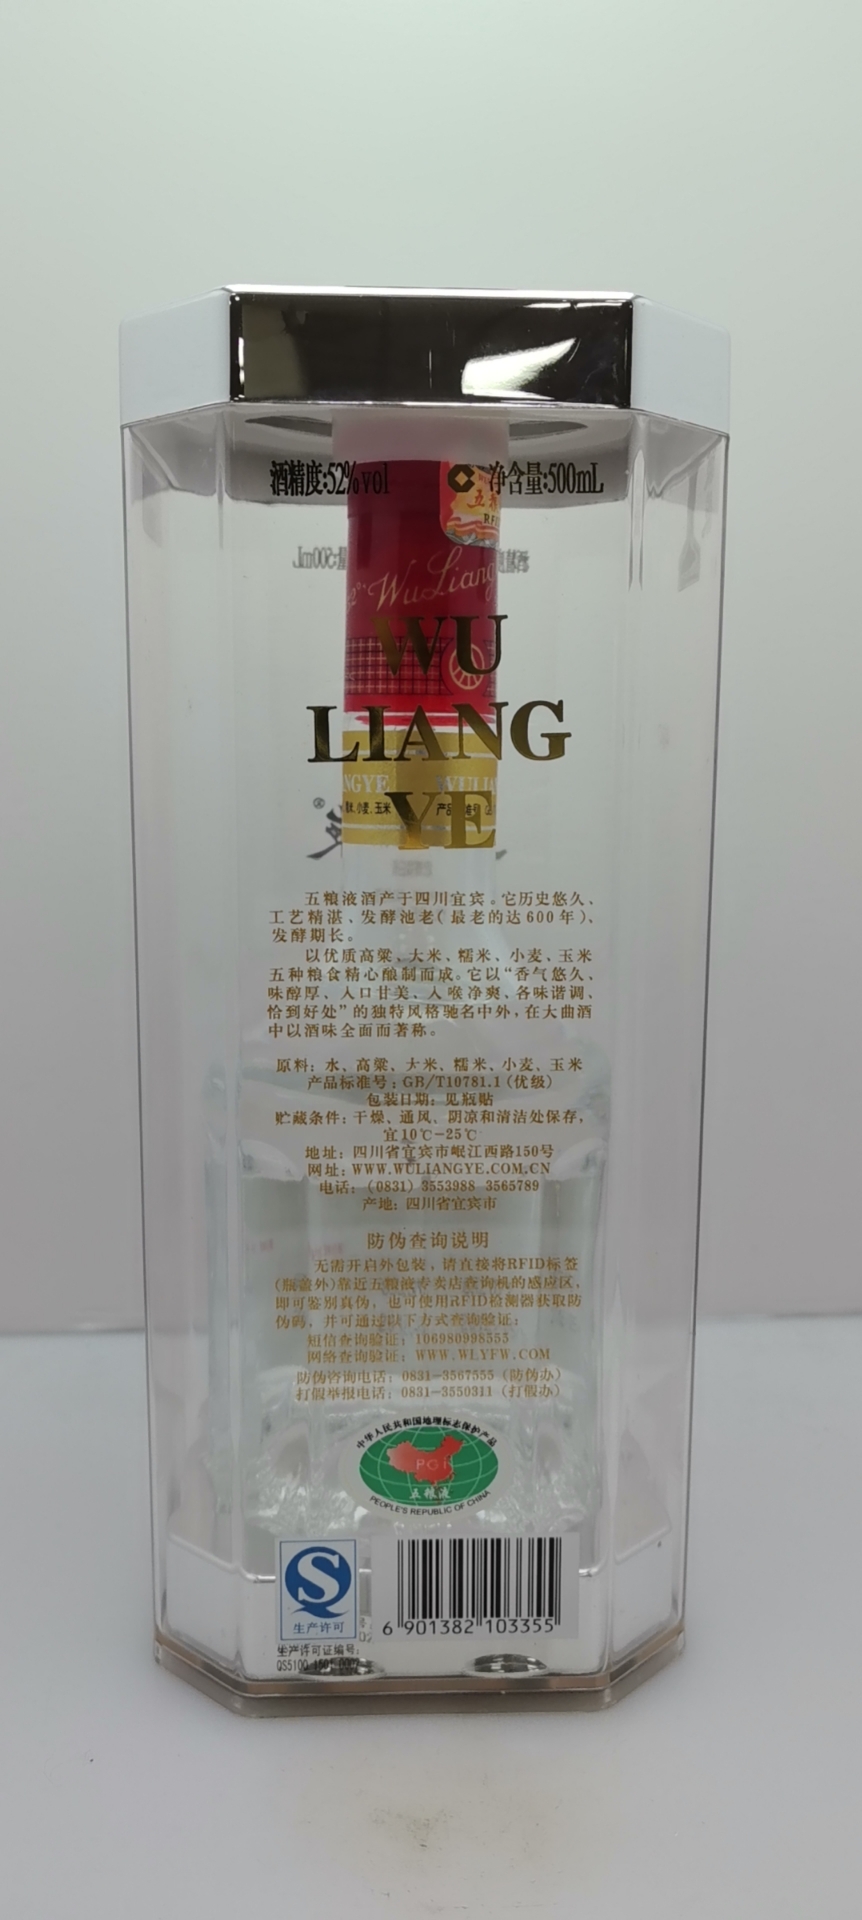 酒精度:52%vol 净含量:500mL
WuLiang
WU
LIANG
YE
五粮液酒产于四川宜宾。它历史悠久、
工艺精湛、发酵池老(最老的达600年)、
发酵期长。
以优质高粱、大米、糯米、小麦、玉米
五种粮食精心酿制而成。它以“香气悠久、
味醇厚、入口甘美、入喉净爽、各味谐调、
恰到好处”的独特风格驰名中外,在大曲酒
中以酒味全面而著称。
原料: 水、高粱、大米、糯米、小麦、玉米
产品标准号: GB/T10781.1 (优级)
包装日期: 见瓶贴
贮藏条件: 干燥、通风、阴凉和清洁处保存,
宜10℃-25℃
地址: 四川省宜宾市岷江西路150号
网址: WWW.WULIANGYE.COM.CN
电话: (0831) 3553988 3565789
产地: 四川省宜宾市
防伪查询说明
无需开启外包装,请直接将RFID标签
(瓶盖外)靠近五粮液专卖店查询机的感应区,
即可鉴别真伪,也可使用RFID检测器获取防
伪码,并可通过以下方式查询验证:
短信查询验证: 106980998555
网络查询验证: WWW.WLYFW.COM
防伪咨询电话: 0831-3567555 (防伪办)
打假举报电话: 0831-3550311 (打假办)
中华人民共和国地理标志保护产品
PGI
五粮液
PEOPLE'S REPUBLIC OF CHINA
S
生产许可
6 901382 103355
生产许可证编号: